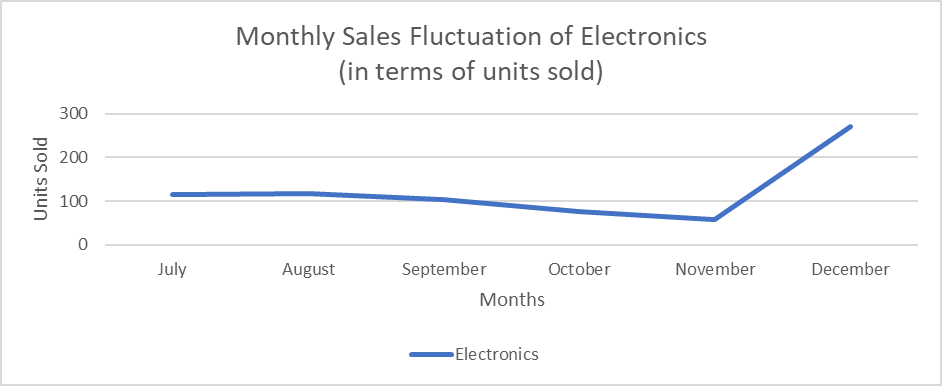 Monthly Sales Fluctuation of Electronics
(in terms of units sold)
Units Sold
300
200
100
0
July August September October November December
Months
Electronics